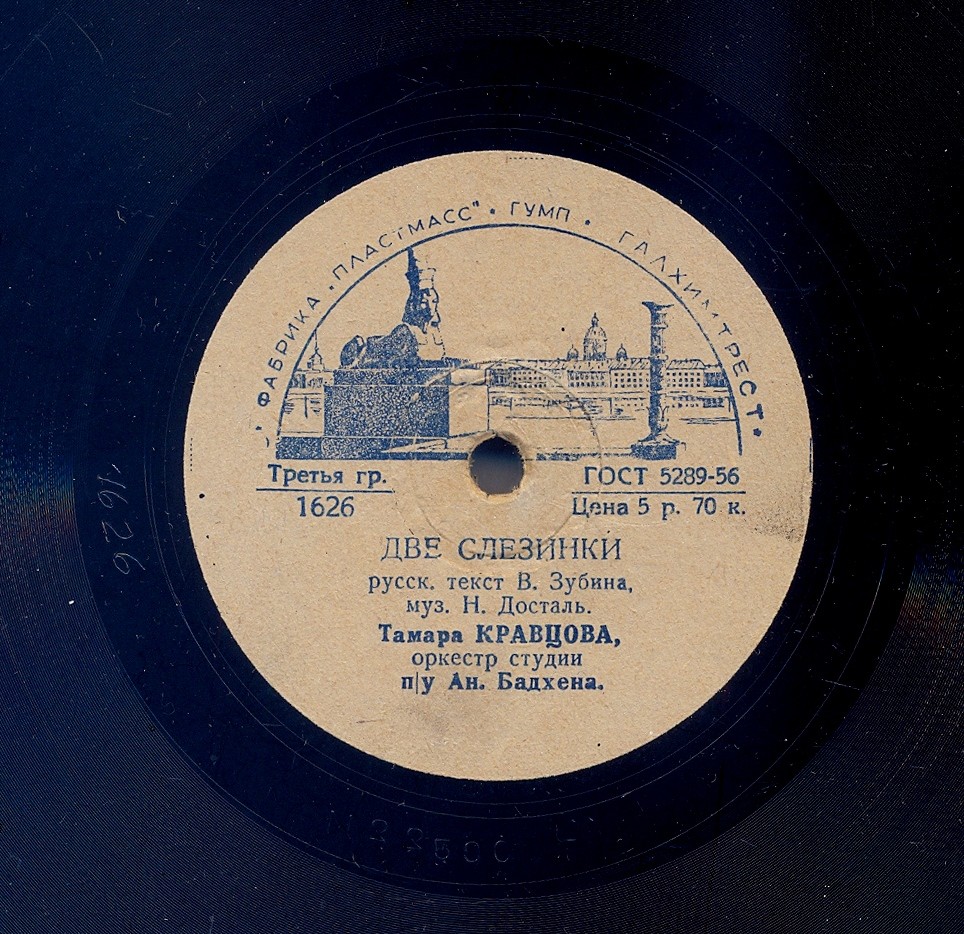 ФАБРИКА „ПЛАСТМАСС" • ГУМП • ГАЛХИМТРЕСТ •
Третья гр.
1626
ГОСТ 5289-56
Цена 5 р. 70 к.
ДВЕ СЛЕЗИНКИ
русск. текст В. Зубина,
муз. Н. Досталь.
Тамара КРАВЦОВА,
оркестр студии
п/у Ан. Бадхена.
1626